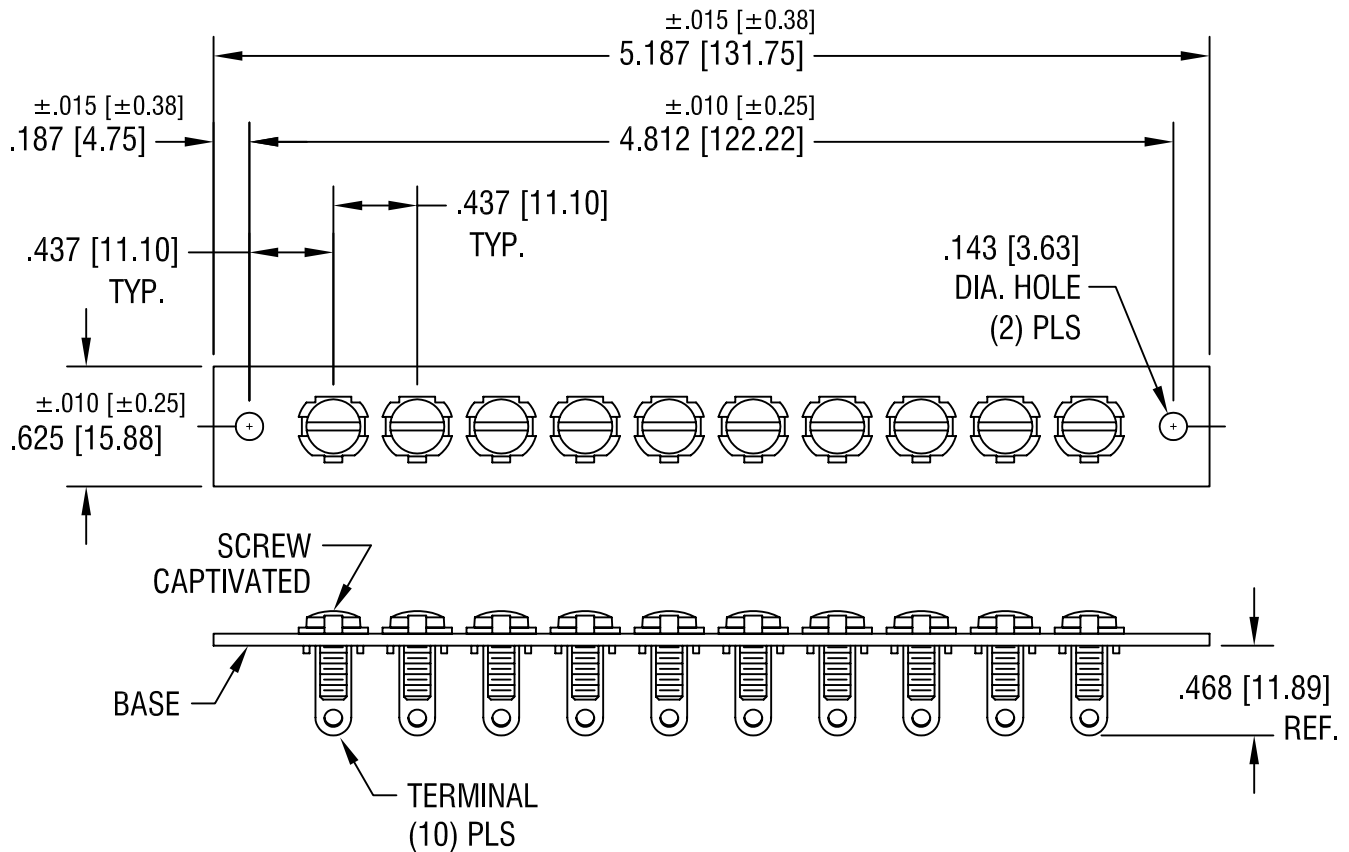 ±.015 [±0.38]
5.187 [131.75]
±.015 [±0.38]
.187 [4.75]
±.010 [±0.25]
4.812 [122.22]
.437 [11.10]
TYP.
.437 [11.10]
TYP.
.143 [3.63]
DIA. HOLE
(2) PLS
±.010 [±0.25]
.625 [15.88]
SCREW
CAPTIVATED
BASE
.468 [11.89]
REF.
TERMINAL
(10) PLS